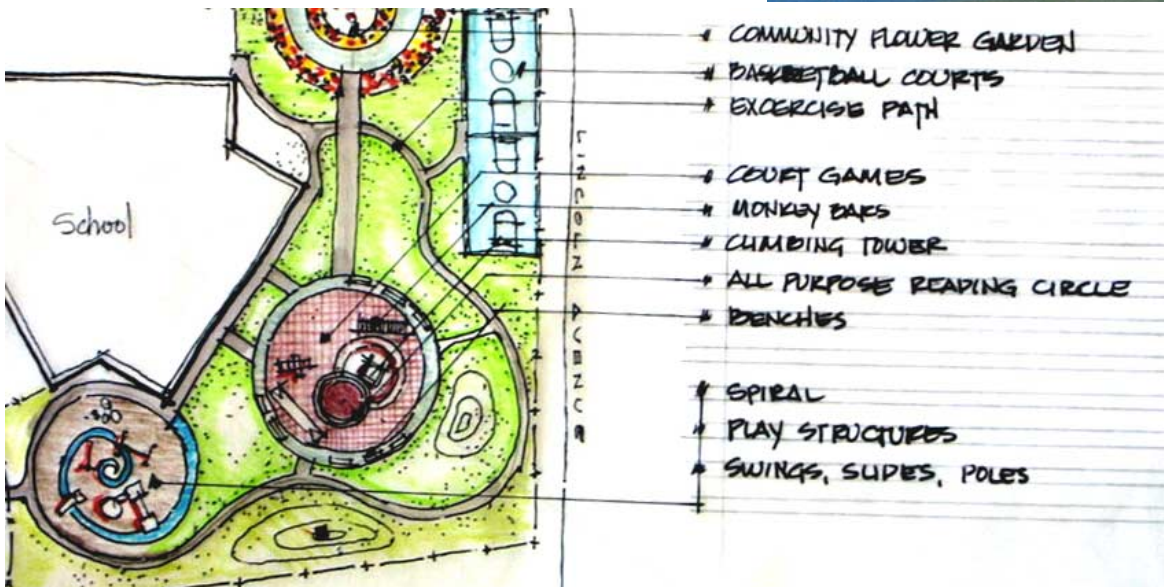 COMMUNITY FLOWER GARDEN
BASKETBALL COURTS
EXCERCISE PATH
COURT GAMES
MONKEY BARS
CLIMBING TOWER
ALL PURPOSE READING CIRCLE
BENCHES
SPIRAL
PLAY STRUCTURES
SWINGS, SLIDES, POLES
School
LINCOLN